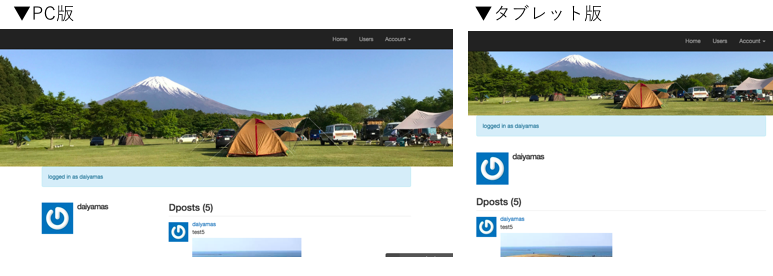 ▼PC版
Home Users Account
logged in as daiyamas
daiyamas
Dposts (5)
daiyamas
test5
▼タブレット版
Home Users Account
logged in as daiyamas
daiyamas
Dposts (5)
daiyamas
test5